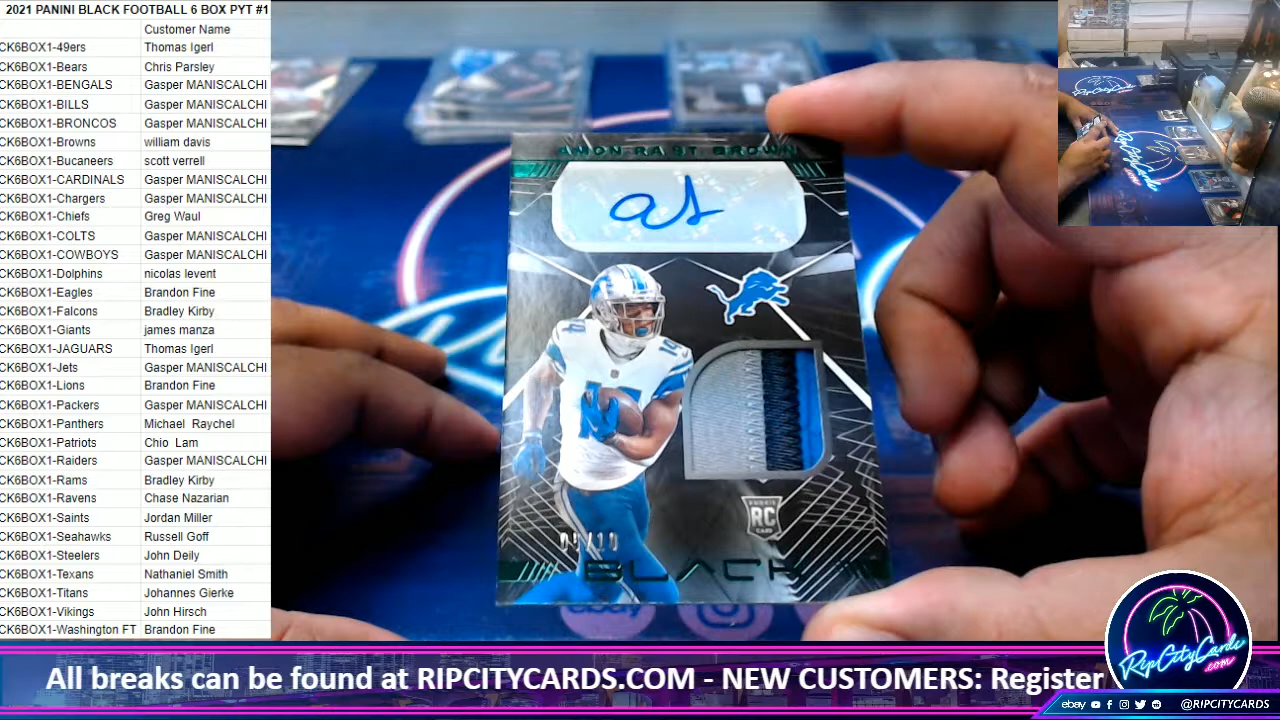 2021 PANINI BLACK FOOTBALL 6 BOX PYT #1
Customer Name
CK6BOX1-49ers Thomas Igerl
CK6BOX1-Bears Chris Parsley
CK6BOX1-BENGALS Gasper MANISCALCHI
CK6BOX1-BILLS Gasper MANISCALCHI
CK6BOX1-BRONCOS Gasper MANISCALCHI
CK6BOX1-Browns william davis
CK6BOX1-Bucaneers scott verrell
CK6BOX1-CARDINALS Gasper MANISCALCHI
CK6BOX1-Chargers Gasper MANISCALCHI
CK6BOX1-Chiefs Greg Waul
CK6BOX1-COLTS Gasper MANISCALCHI
CK6BOX1-COWBOYS Gasper MANISCALCHI
CK6BOX1-Dolphins nicolas levent
CK6BOX1-Eagles Brandon Fine
CK6BOX1-Falcons Bradley Kirby
CK6BOX1-Giants james manza
CK6BOX1-JAGUARS Thomas Igerl
CK6BOX1-Jets Gasper MANISCALCHI
CK6BOX1-Lions Brandon Fine
CK6BOX1-Packers Gasper MANISCALCHI
CK6BOX1-Panthers Michael Raychel
CK6BOX1-Patriots Chio Lam
CK6BOX1-Raiders Gasper MANISCALCHI
CK6BOX1-Rams Bradley Kirby
CK6BOX1-Ravens Chase Nazarian
CK6BOX1-Saints Jordan Miller
CK6BOX1-Seahawks Russell Goff
CK6BOX1-Steelers John Deily
CK6BOX1-Texans Nathaniel Smith
CK6BOX1-Titans Johannes Gierke
CK6BOX1-Vikings John Hirsch
CK6BOX1-Washington FT Brandon Fine
AMON-RA ST. BROWN
14
14
ROOKIE
RC
CARD
/10
BLACK
ebay
All breaks can be found at RIPCITYCARDS.COM - NEW CUSTOMERS: Register
RipCityCards
.com
ebay @RIPCITYCARDS